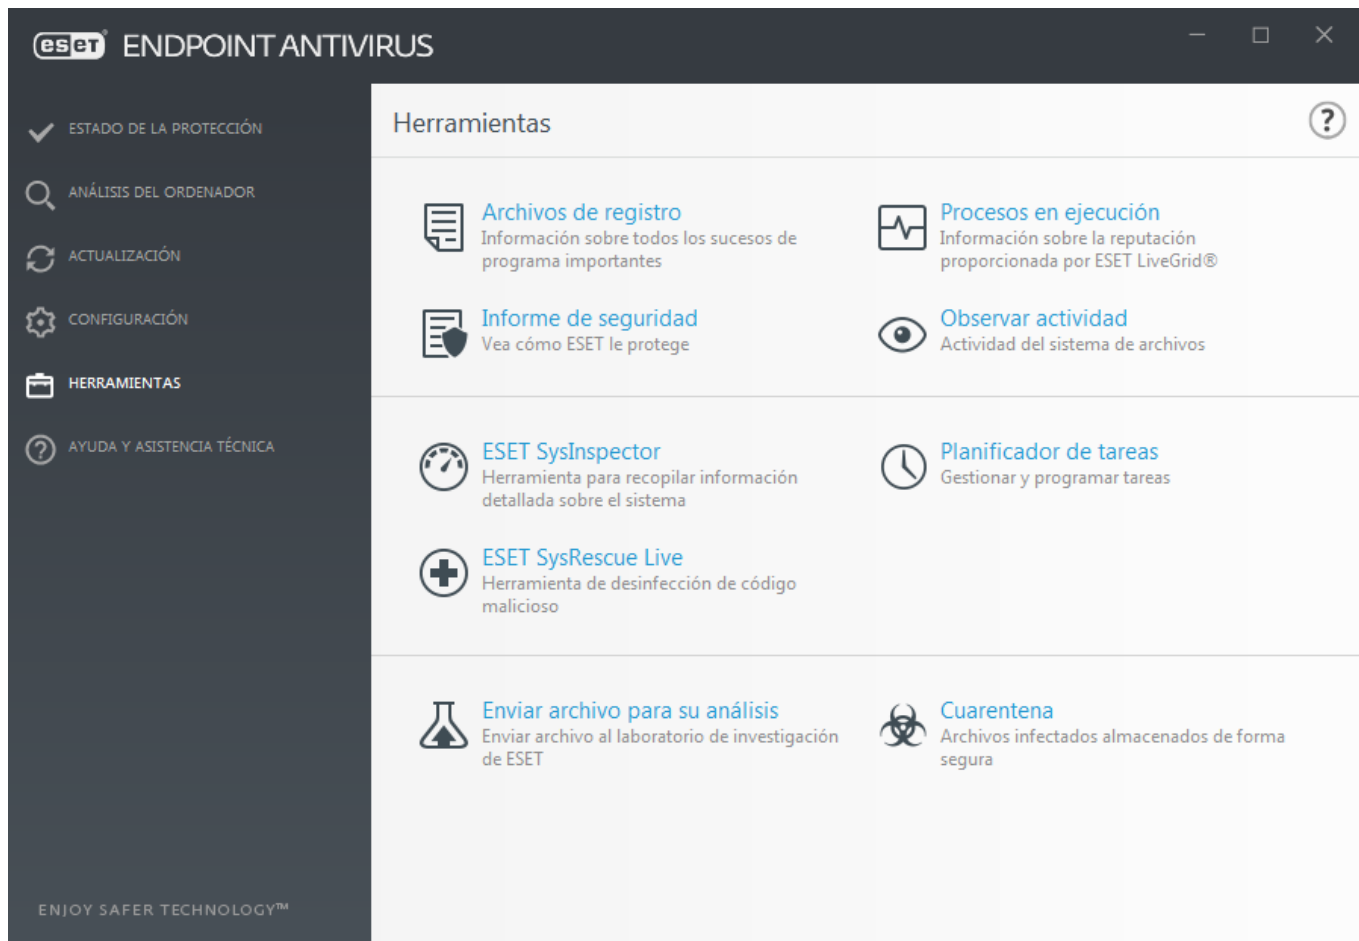 eset® ENDPOINT ANTIVIRUS
ESTADO DE LA PROTECCIÓN
ANÁLISIS DEL ORDENADOR
ACTUALIZACIÓN
CONFIGURACIÓN
HERRAMIENTAS
AYUDA Y ASISTENCIA TÉCNICA
ENJOY SAFER TECHNOLOGY™
Herramientas
?
Archivos de registro
Información sobre todos los sucesos de
programa importantes
Procesos en ejecución
Información sobre la reputación
proporcionada por ESET LiveGrid®
Informe de seguridad
Vea cómo ESET le protege
Observar actividad
Actividad del sistema de archivos
ESET SysInspector
Herramienta para recopilar información
detallada sobre el sistema
Planificador de tareas
Gestionar y programar tareas
ESET SysRescue Live
Herramienta de desinfección de código
malicioso
Enviar archivo para su análisis
Enviar archivo al laboratorio de investigación
de ESET
Cuarentena
Archivos infectados almacenados de forma
segura